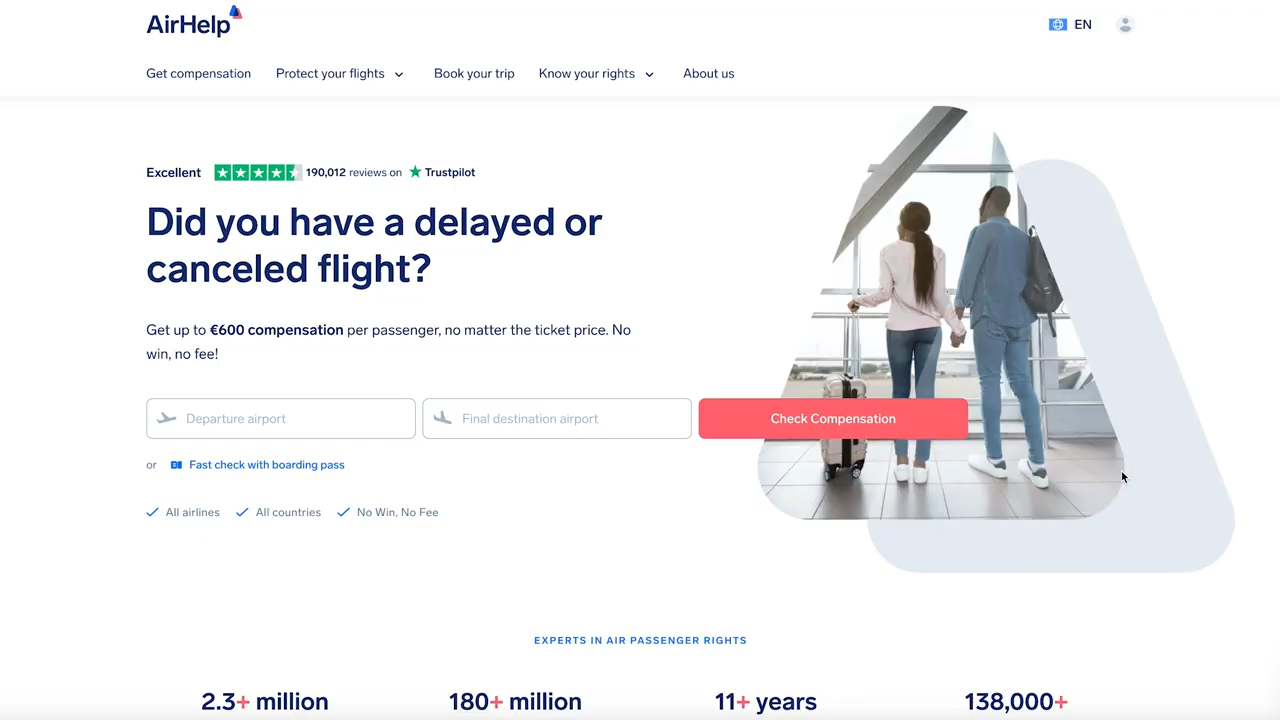 AirHelp
EN
Get compensation Protect your flights Book your trip Know your rights About us
Excellent 190,012 reviews on Trustpilot
Did you have a delayed or
canceled flight?
Get up to €600 compensation per passenger, no matter the ticket price. No
win, no fee!
Departure airport Final destination airport Check Compensation
or Fast check with boarding pass
All airlines All countries No Win, No Fee
EXPERTS IN AIR PASSENGER RIGHTS
2.3+ million 180+ million 11+ years 138,000+